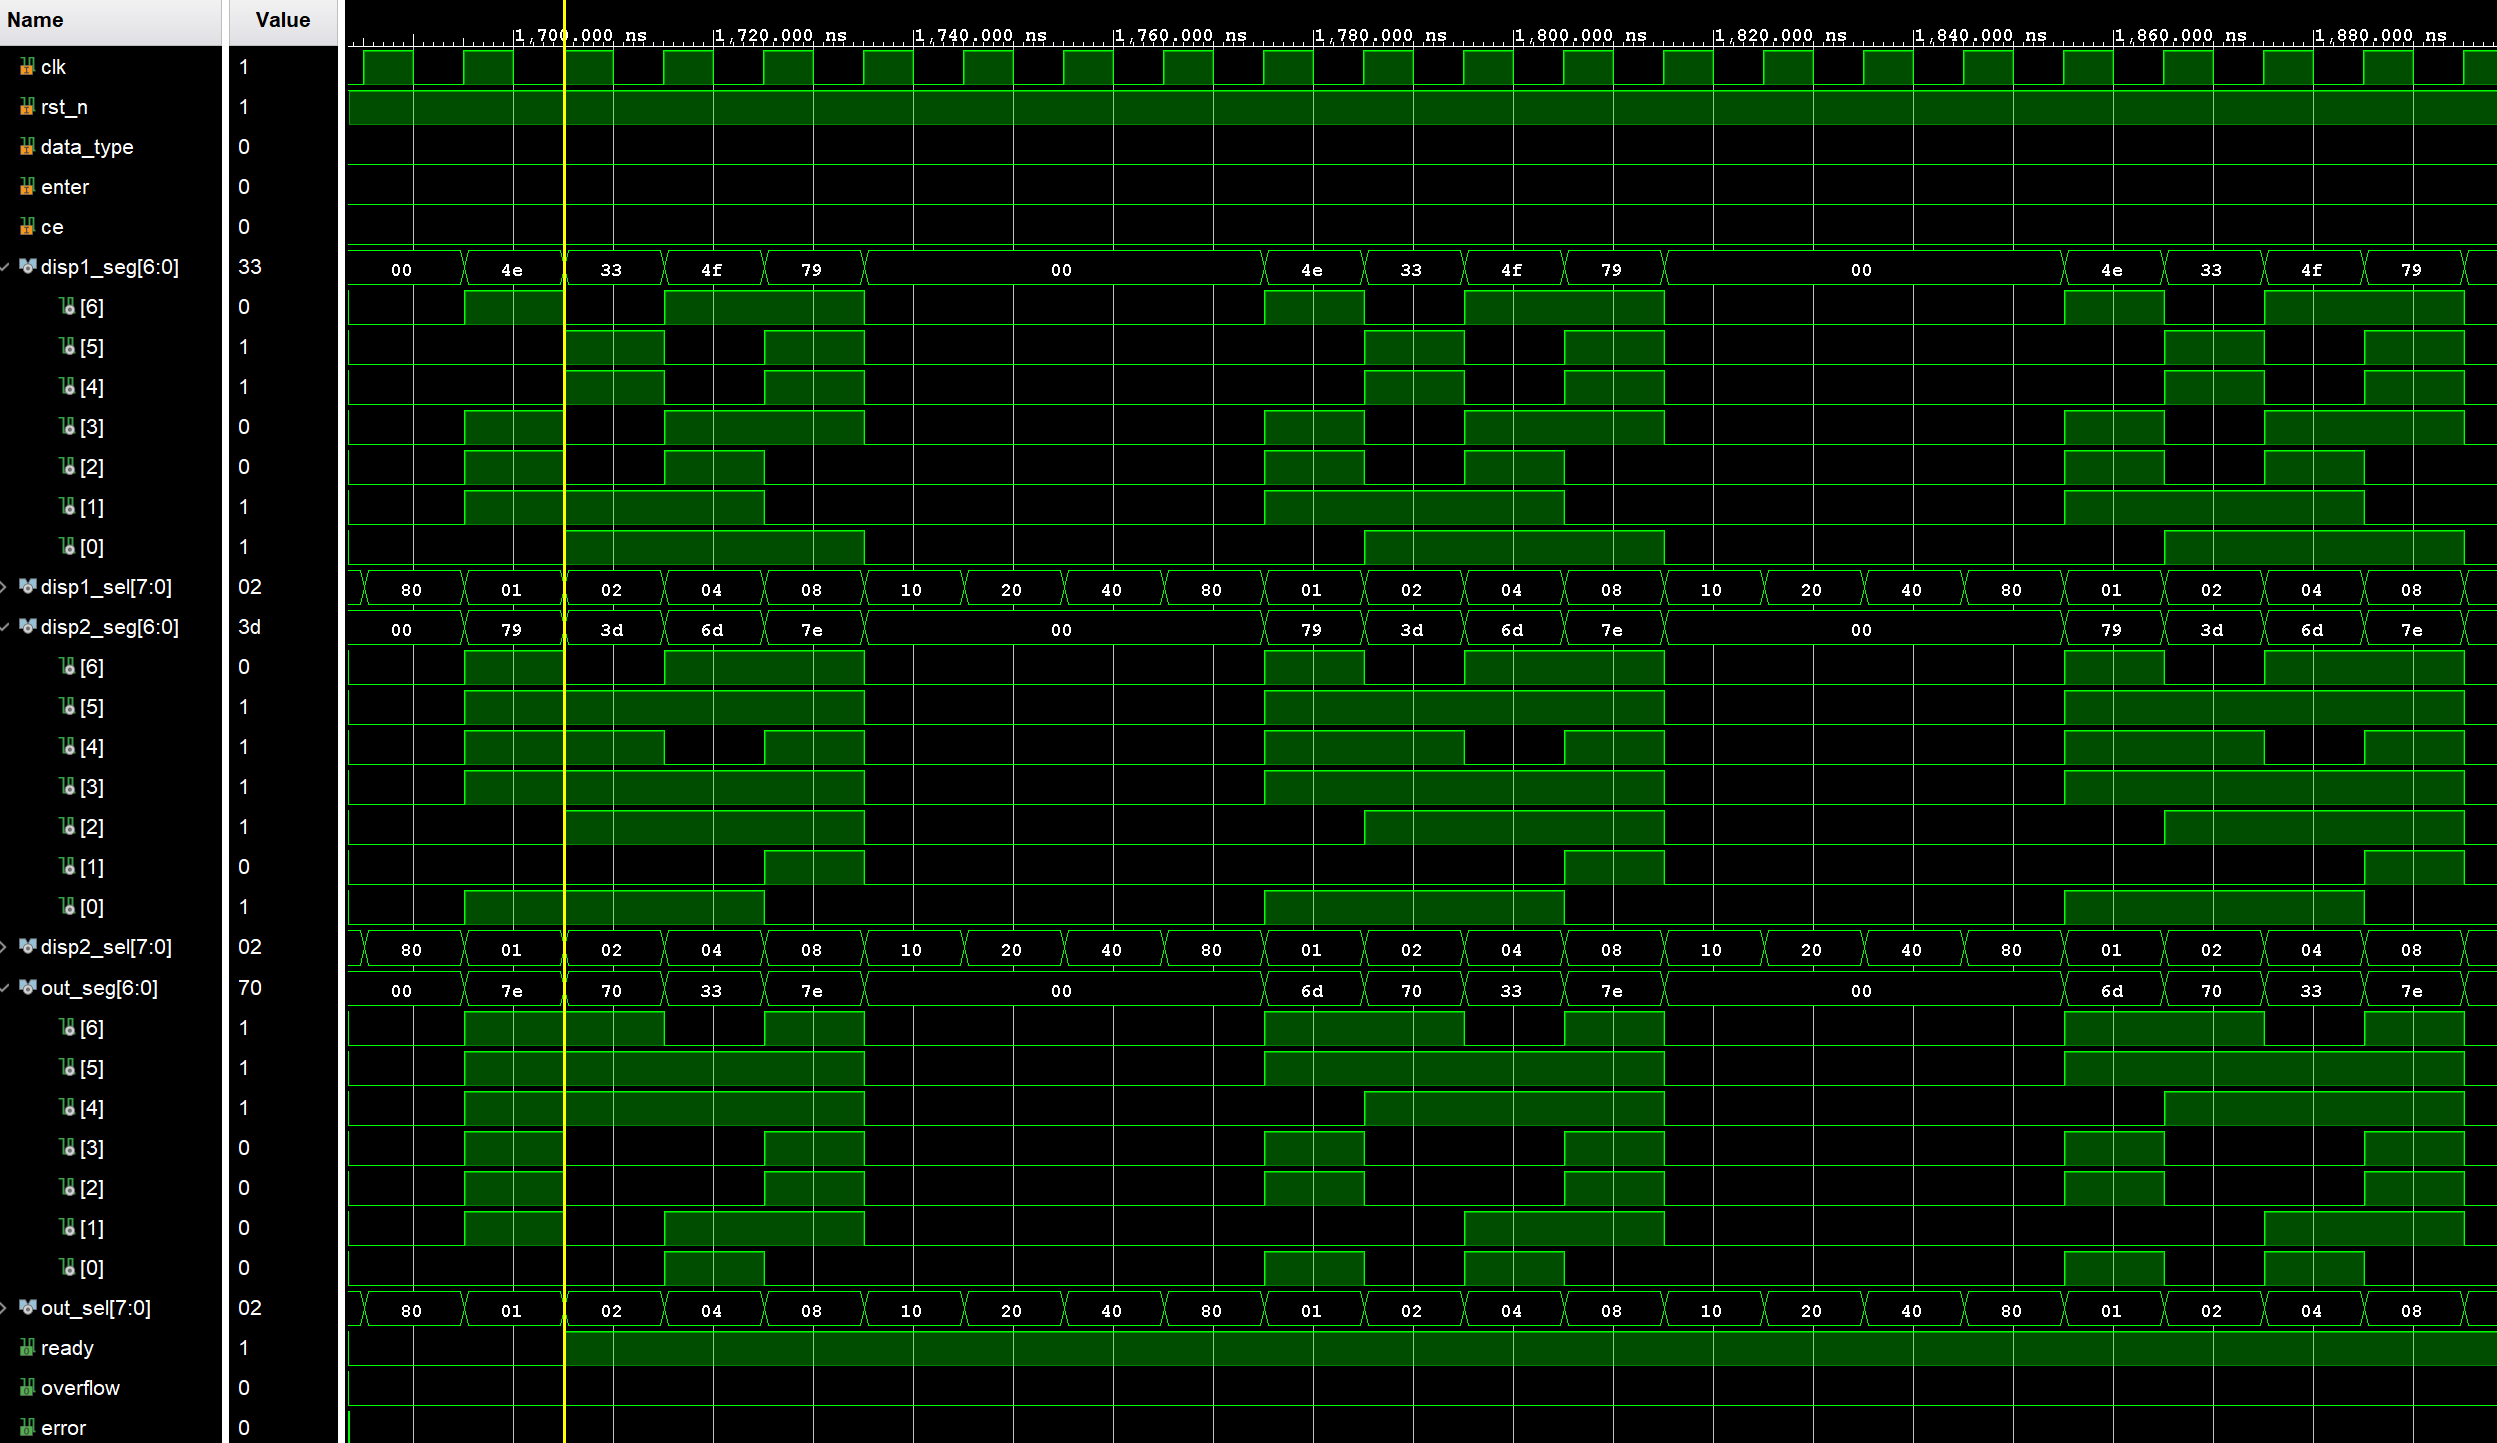 Name Value
1,700.000 ns 1,720.000 ns 1,740.000 ns 1,760.000 ns 1,780.000 ns 1,800.000 ns 1,820.000 ns 1,840.000 ns 1,860.000 ns 1,880.000 ns
clk 1
rst_n 1
data_type 0
enter 0
ce 0
disp1_seg[6:0] 33 00 4e 33 4f 79 00 4e 33 4f 79 00 4e 33 4f 79
[6] 0
[5] 1
[4] 1
[3] 0
[2] 0
[1] 1
[0] 1
disp1_sel[7:0] 02 80 01 02 04 08 10 20 40 80 01 02 04 08 10 20 40 80 01 02 04 08
disp2_seg[6:0] 3d 00 79 3d 6d 7e 00 79 3d 6d 7e 00 79 3d 6d 7e
[6] 0
[5] 1
[4] 1
[3] 1
[2] 1
[1] 0
[0] 1
disp2_sel[7:0] 02 80 01 02 04 08 10 20 40 80 01 02 04 08 10 20 40 80 01 02 04 08
out_seg[6:0] 70 00 7e 70 33 7e 00 6d 70 33 7e 00 6d 70 33 7e
[6] 1
[5] 1
[4] 1
[3] 0
[2] 0
[1] 0
[0] 0
out_sel[7:0] 02 80 01 02 04 08 10 20 40 80 01 02 04 08 10 20 40 80 01 02 04 08
ready 1
overflow 0
error 0